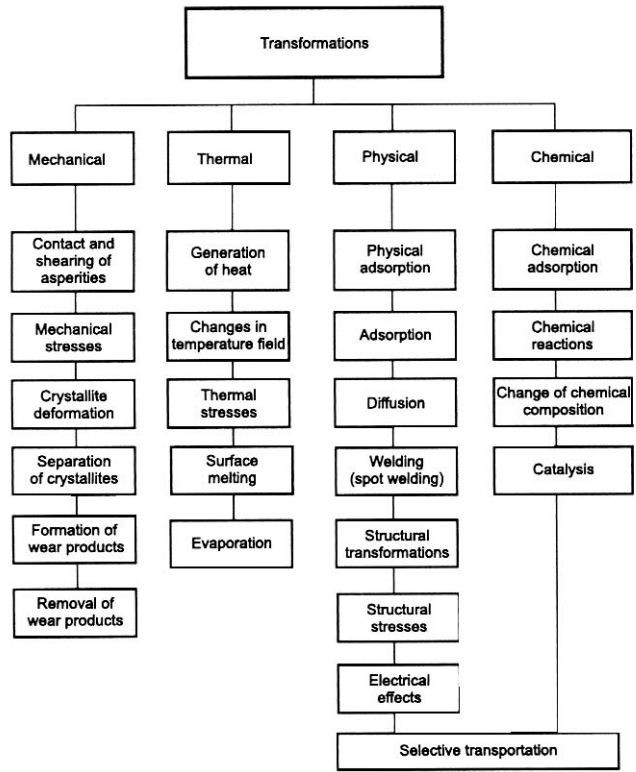 Transformations
Mechanical
Thermal
Physical
Chemical
Contact and
shearing of
asperities
Generation
of heat
Physical
adsorption
Chemical
adsorption
Mechanical
stresses
Changes in
temperature field
Adsorption
Chemical
reactions
Crystallite
deformation
Thermal
stresses
Diffusion
Change of chemical
composition
Separation
of crystallites
Surface
melting
Welding
(spot welding)
Catalysis
Formation of
wear products
Evaporation
Structural
transformations
Removal of
wear products
Structural
stresses
Electrical
effects
Selective transportation